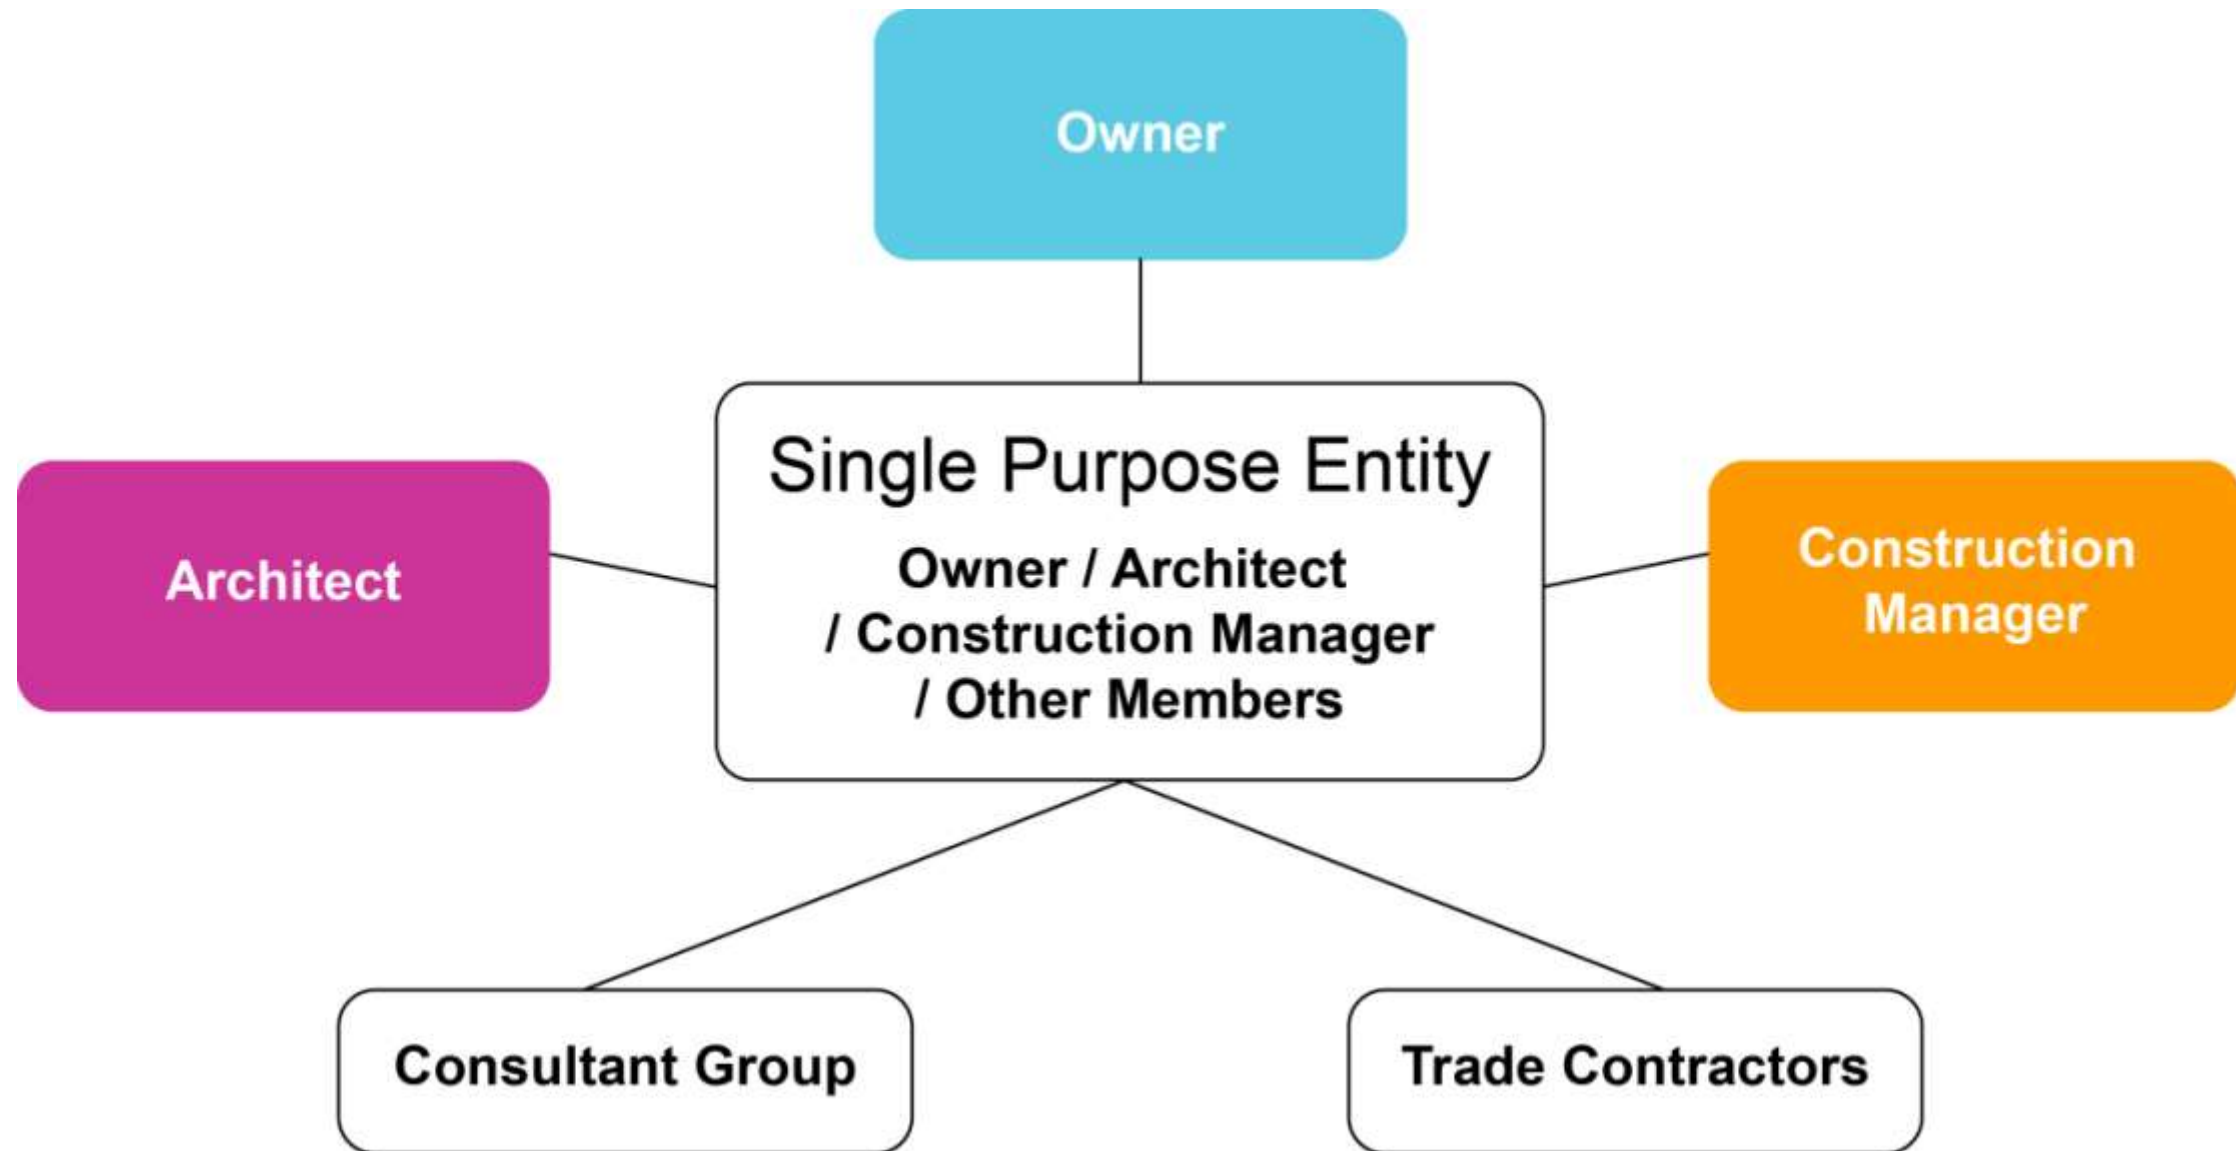 Owner
Single Purpose Entity
Owner / Architect
/ Construction Manager
/ Other Members
Architect
Construction
Manager
Consultant Group
Trade Contractors